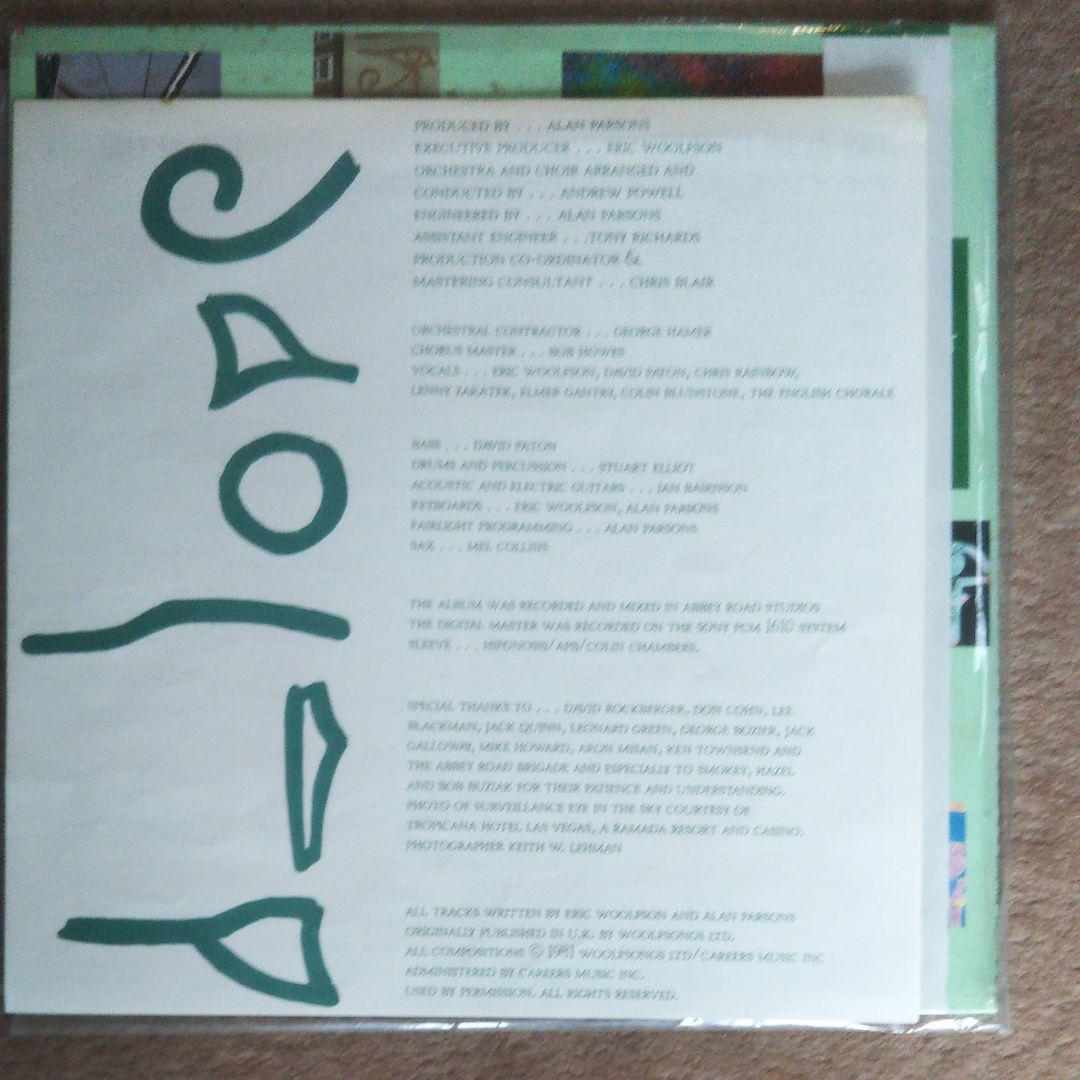 PRODUCED BY . . . ALAN PARSONS
EXECUTIVE PRODUCER . . . ERIC WOOLFSON
ORCHESTRA AND CHOIR ARRANGED AND
CONDUCTED BY . . . ANDREW POWELL
ENGINEERED BY . . . ALAN PARSONS
ASSISTANT ENGINEER . . .TONY RICHARDS
PRODUCTION CO-ORDINATOR &
MASTERING CONSULTANT . . . CHRIS BLAIR
ORCHESTRAL CONTRACTOR . . . GEORGE HAMER
CHORUS MASTER . . . BOB HOWES
VOCALS . . . ERIC WOOLFSON, DAVID PATON, CHRIS RAINBOW,
LENNY ZAKATEK, ELMER GANTRY, COLIN BLUNSTONE, THE ENGLISH CHORALE
BASS . . . DAVID PATON
DRUMS AND PERCUSSION . . . STUART ELLIOT
ACOUSTIC AND ELECTRIC GUITARS . . . IAN BAIRNSON
KEYBOARDS . . . ERIC WOOLFSON, ALAN PARSONS
FAIRLIGHT PROGRAMMING . . . ALAN PARSONS
SAX . . . MEL COLLINS
THE ALBUM WAS RECORDED AND MIXED IN ABBEY ROAD STUDIOS
THE DIGITAL MASTER WAS RECORDED ON THE SONY PCM 1610 SYSTEM
SLEEVE . . . HIPGNOSIS/APB/COLIN CHAMBERS.
SPECIAL THANKS TO . . . DAVID ROCKBERGER, DON COHN, LEE
BLACKMAN, JACK QUINN, LEONARD GREEN, GEORGE BOZIER, JACK
GALLOWAY, MIKE HOWARD, ARON MISAN, KEN TOWNSEND AND
THE ABBEY ROAD BRIGADE AND ESPECIALLY TO SMOKEY, HAZEL
AND BOB BUZIAK FOR THEIR PATIENCE AND UNDERSTANDING.
PHOTO OF SURVEILLANCE EYE IN THE SKY COURTESY OF
TROPICANA HOTEL LAS VEGAS, A RAMADA RESORT AND CASINO.
PHOTOGRAPHER KEITH W. LEHMAN
ALL TRACKS WRITTEN BY ERIC WOOLFSON AND ALAN PARSONS
ORIGINALLY PUBLISHED IN U.K. BY WOOLFSONGS LTD.
ALL COMPOSITIONS © 1981 WOOLFSONGS LTD/CAREERS MUSIC INC
ADMINISTERED BY CAREERS MUSIC INC.
USED BY PERMISSION. ALL RIGHTS RESERVED.